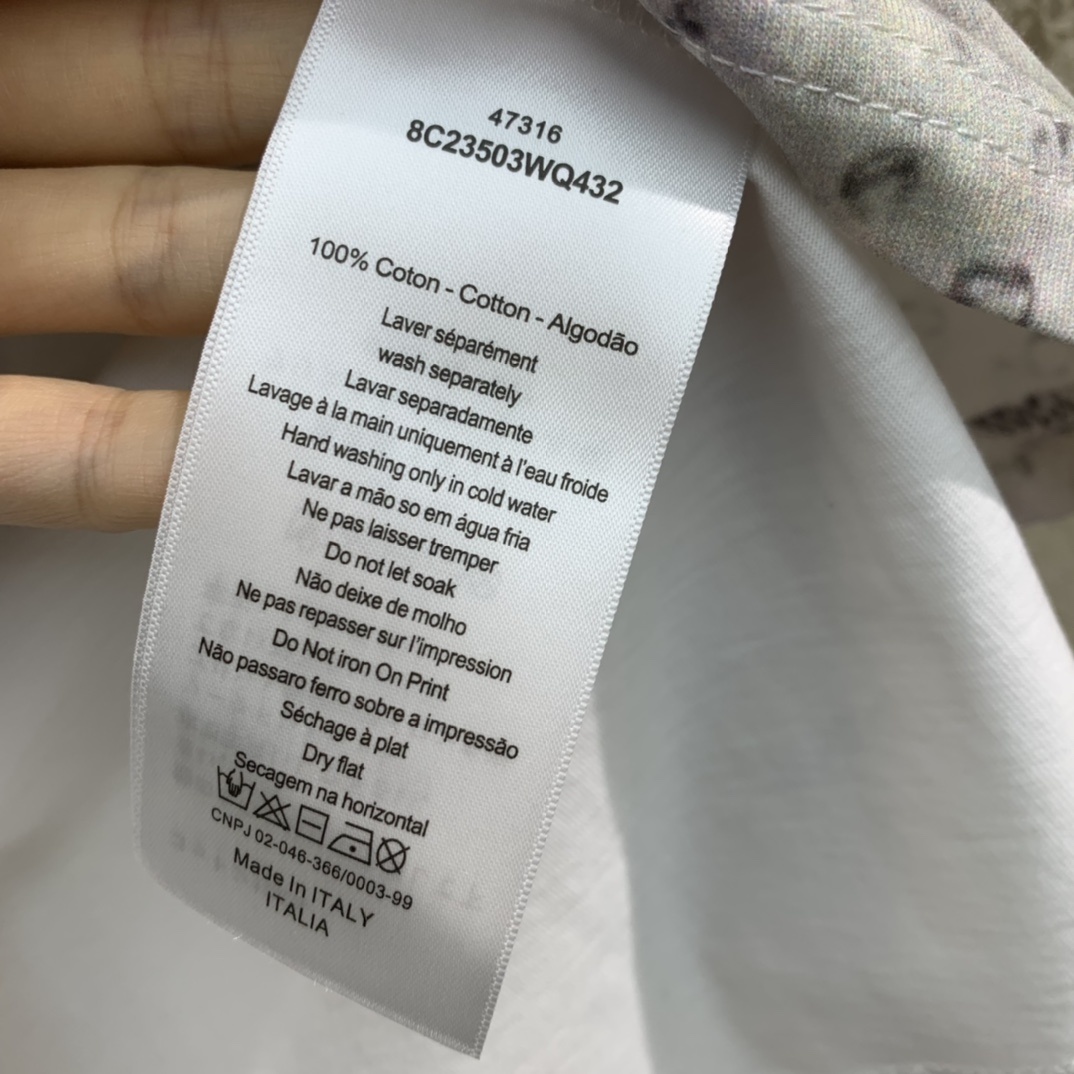 47316
8C23503WQ432
100% Coton - Cotton - Algodão
Laver séparément
wash separately
Lavar separadamente
Lavage à la main uniquement à l'eau froide
Hand washing only in cold water
Lavar a mão so em água fria
Ne pas laisser tremper
Do not let soak
Não deixe de molho
Ne pas repasser sur l'impression
Do Not iron On Print
Não passaro ferro sobre a impressão
Séchage à plat
Dry flat
Secagem na horizontal
CNPJ 02-046-366/0003-99
Made In ITALY
ITALIA